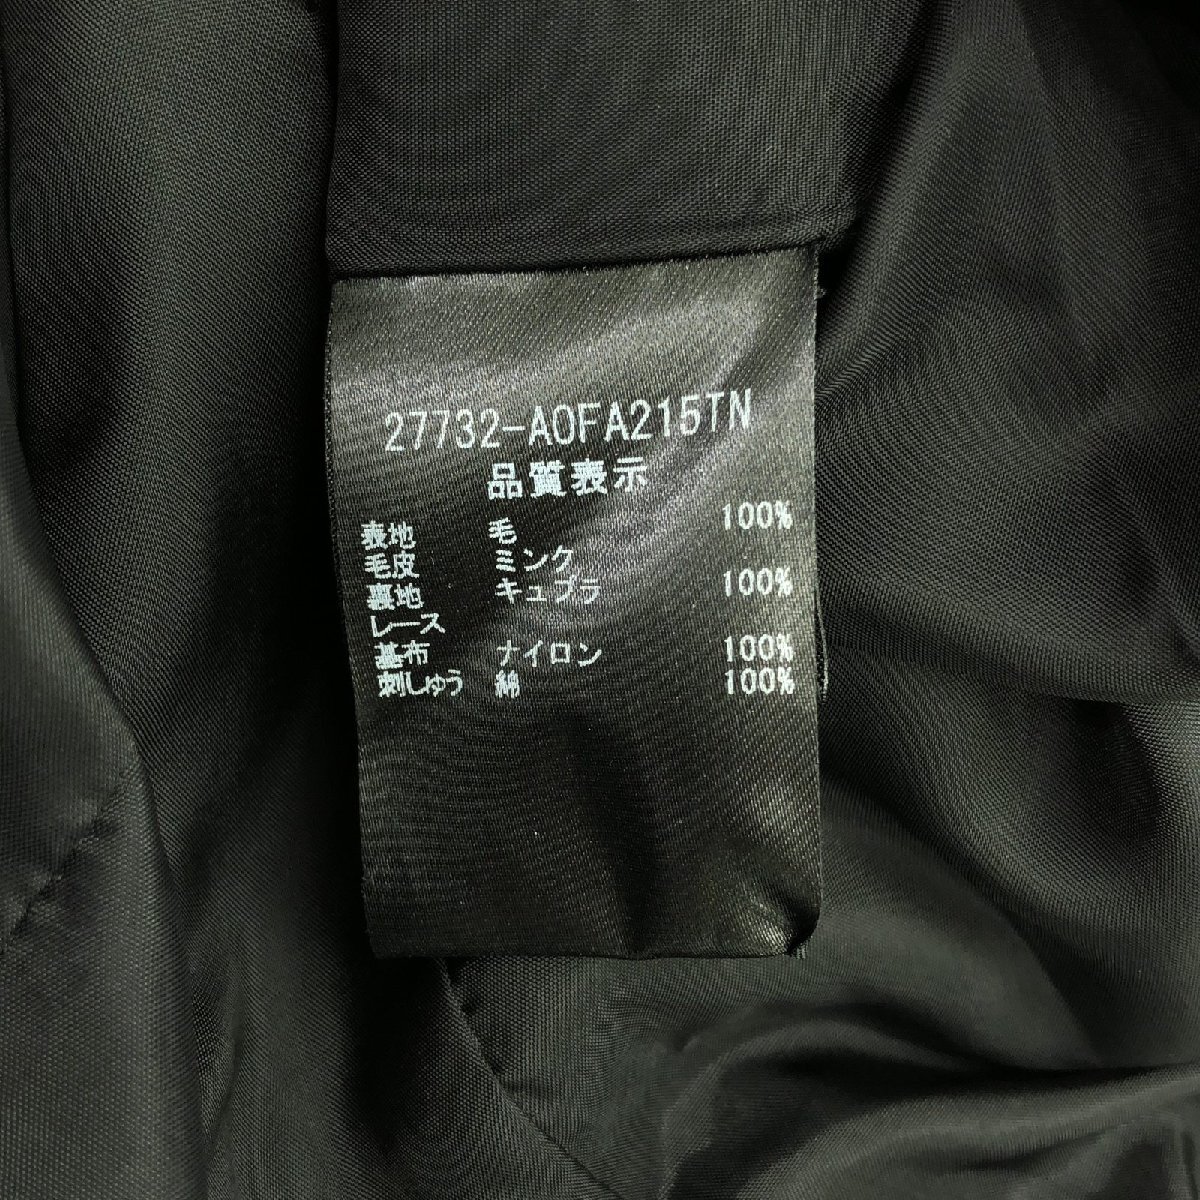 27732-AOFA215TN
品質表示
表地 毛 100%
毛皮 ミンク
裏地 キュプラ 100%
レース
基布 ナイロン 100%
刺しゅう 綿 100%